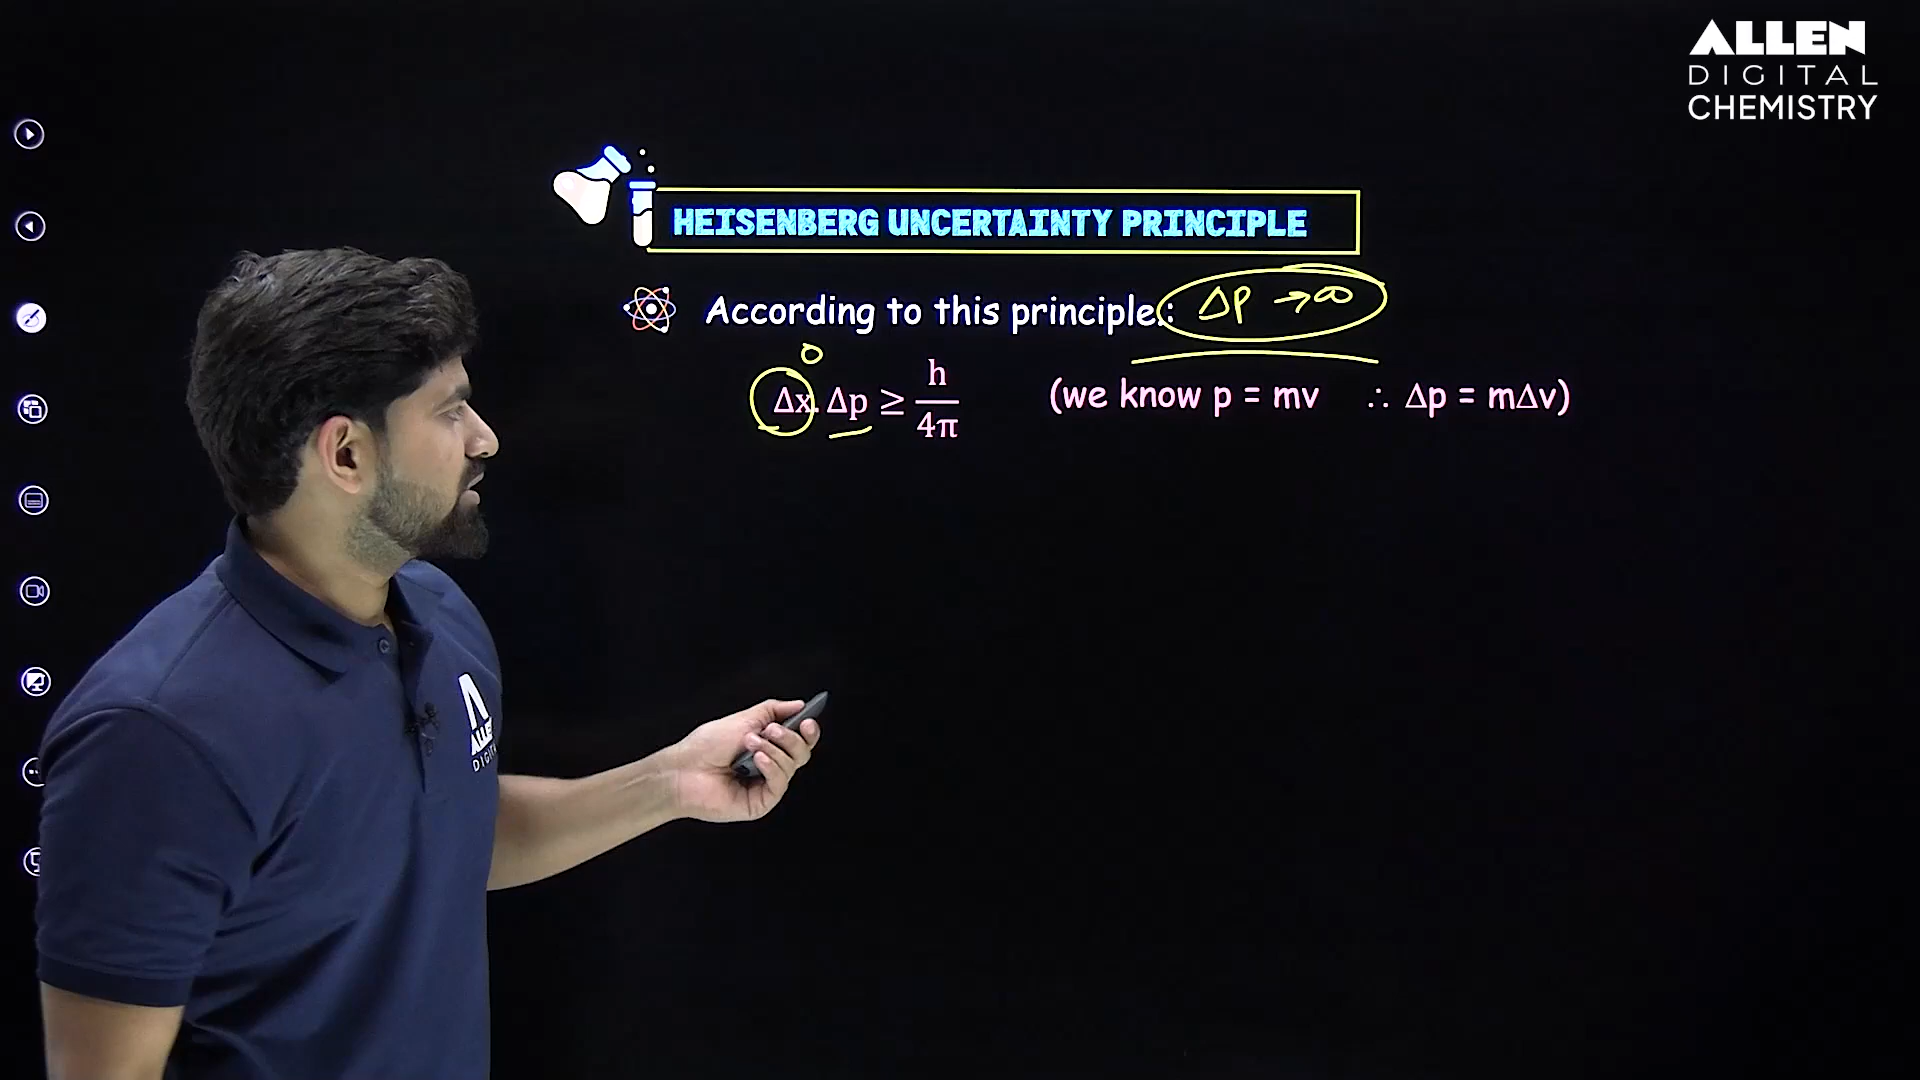 ALLEN
DIGITAL
CHEMISTRY
HEISENBERG UNCERTAINTY PRINCIPLE
According to this principle.: ΔP → ∞
0
Δx. Δp ≥ h/4π (we know p = mv ∴ Δp = mΔv)
ALLEN